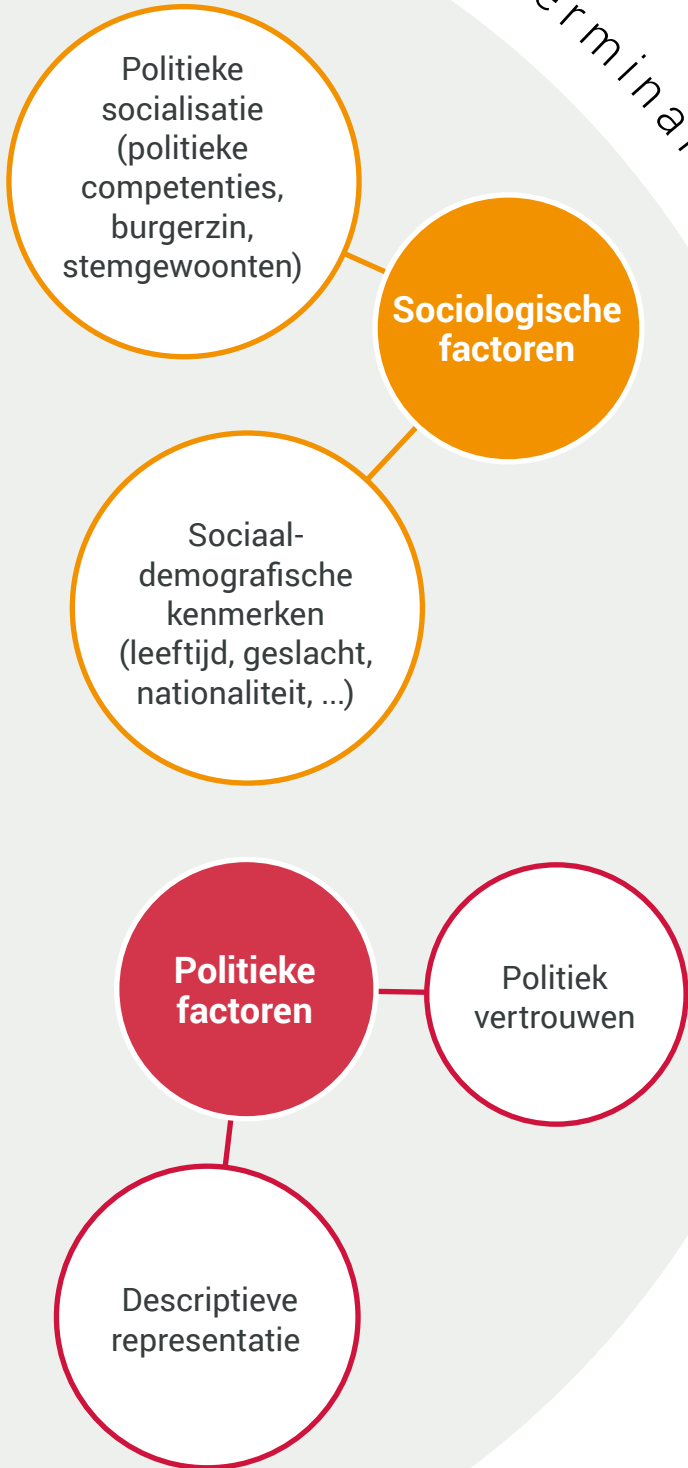 Politieke
socialisatie
(politieke
competenties,
burgerzin,
stemgewoonten)
Sociologische
factoren
Sociaal-
demografische
kenmerken
(leeftijd, geslacht,
nationaliteit, ...)
Politieke
factoren
Politiek
vertrouwen
Descriptieve
representatie